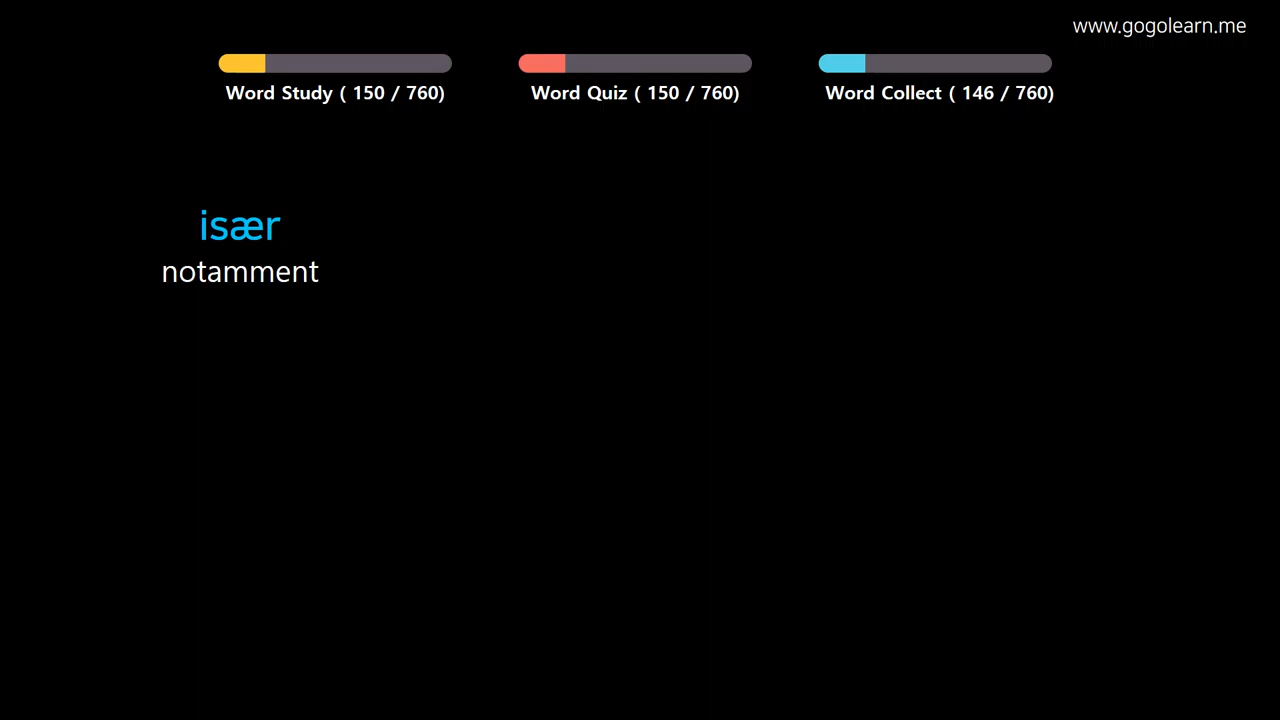 www.gogolearn.me
Word Study ( 150 / 760)
Word Quiz ( 150 / 760)
Word Collect ( 146 / 760)
især
notamment